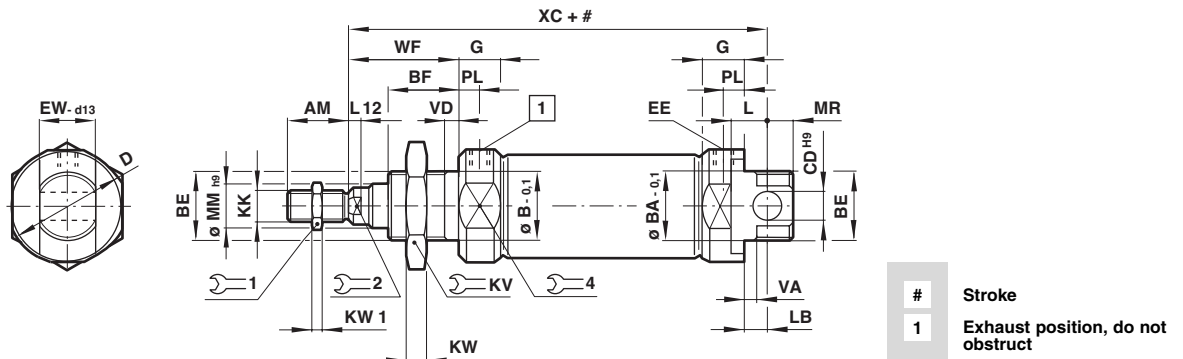 XC + #
WF
G
G
BF
PL
PL
EW- d13
AM
L 12
VD
1
EE
L
MR
D
CD H9
BE
ø MM h9
KK
ø B - 0,1
ø BA - 0,1
BE
1
2
KV
4
VA
KW 1
LB
KW
# Stroke
1 Exhaust position, do not
obstruct